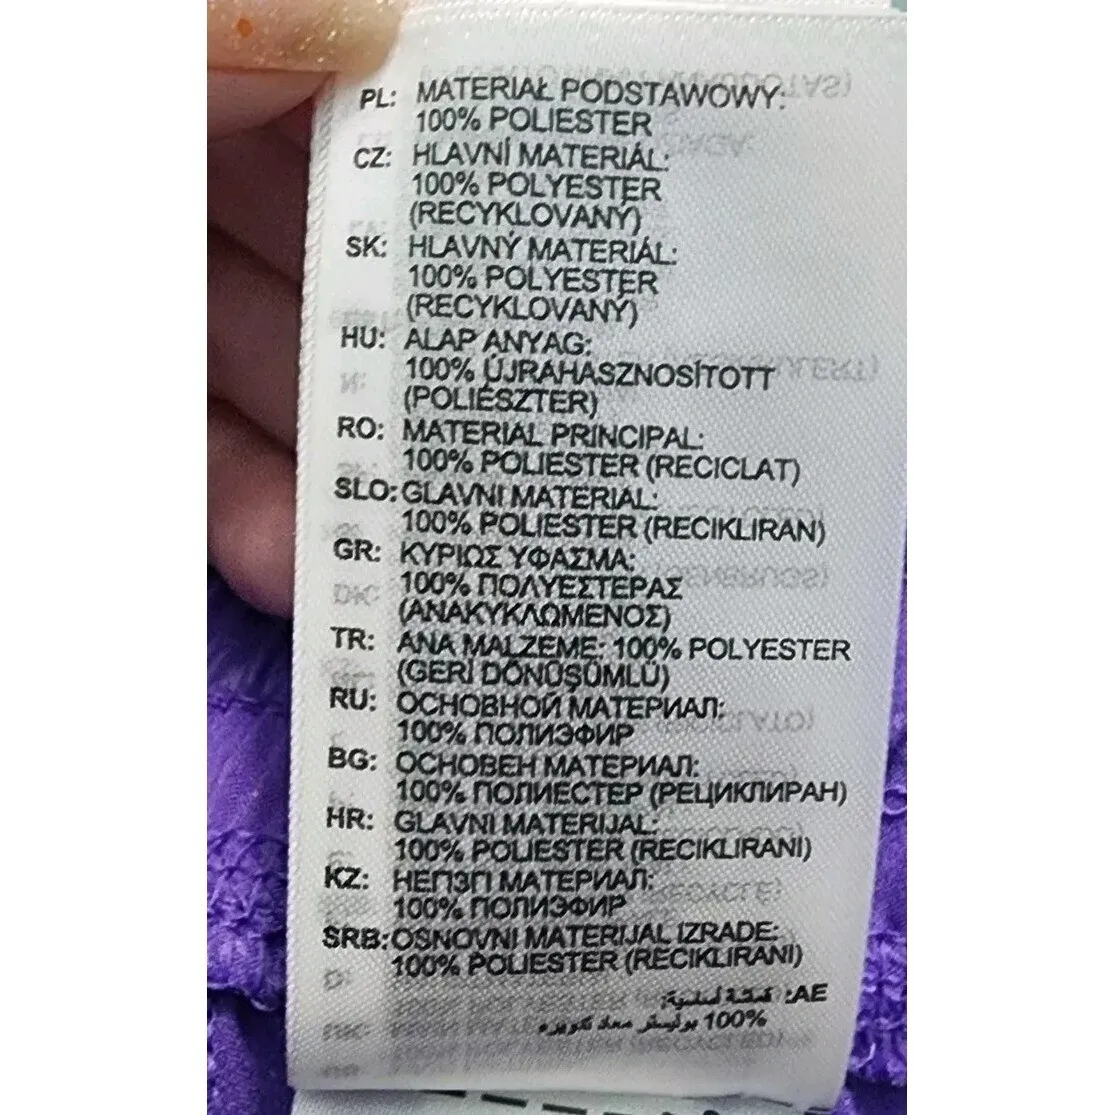 PL: MATERIAŁ PODSTAWOWY:
100% POLIESTER
CZ: HLAVNÍ MATERIÁL:
100% POLYESTER
(RECYKLOVANÝ)
SK: HLAVNÝ MATERIÁL:
100% POLYESTER
(RECYKLOVANÝ)
HU: ALAP ANYAG:
100% ÚJRAHASZNOSÍTOTT
(POLIÉSZTER)
RO: MATERIAL PRINCIPAL:
100% POLIESTER (RECICLAT)
SLO: GLAVNI MATERIAL:
100% POLIESTER (RECIKLIRAN)
GR: ΚΥΡΙΩΣ ΥΦΑΣΜΑ:
100% ΠΟΛΥΕΣΤΕΡΑΣ
(ΑΝΑΚΥΚΛΩΜΕΝΟΣ)
TR: ANA MALZEME: 100% POLYESTER
(GERİ DÖNÜŞÜMLÜ)
RU: ОСНОВНОЙ МАТЕРИАЛ:
100% ПОЛИЭФИР
BG: ОСНОВЕН МАТЕРИАЛ:
100% ПОЛИЕСТЕР (РЕЦИКЛИРАН)
HR: GLAVNI MATERIJAL:
100% POLIESTER (RECIKLIRANI)
KZ: НЕПЗП МАТЕРИАЛ:
100% ПОЛИЭФИР
SRB: OSNOVNI MATERIJAL IZRADE:
100% POLIESTER (RECIKLIRANI)
AE: قماشة أساسية:
100% بوليستر معاد تدويره